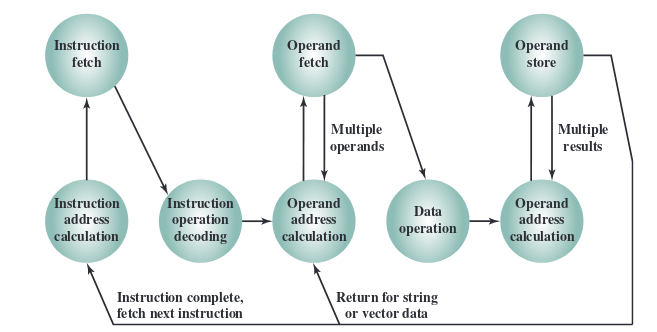 Instruction
fetch
Operand
fetch
Operand
store
Multiple
operands
Multiple
results
Instruction
address
calculation
Instruction
operation
decoding
Operand
address
calculation
Data
operation
Operand
address
calculation
Instruction complete,
fetch next instruction
Return for string
or vector data